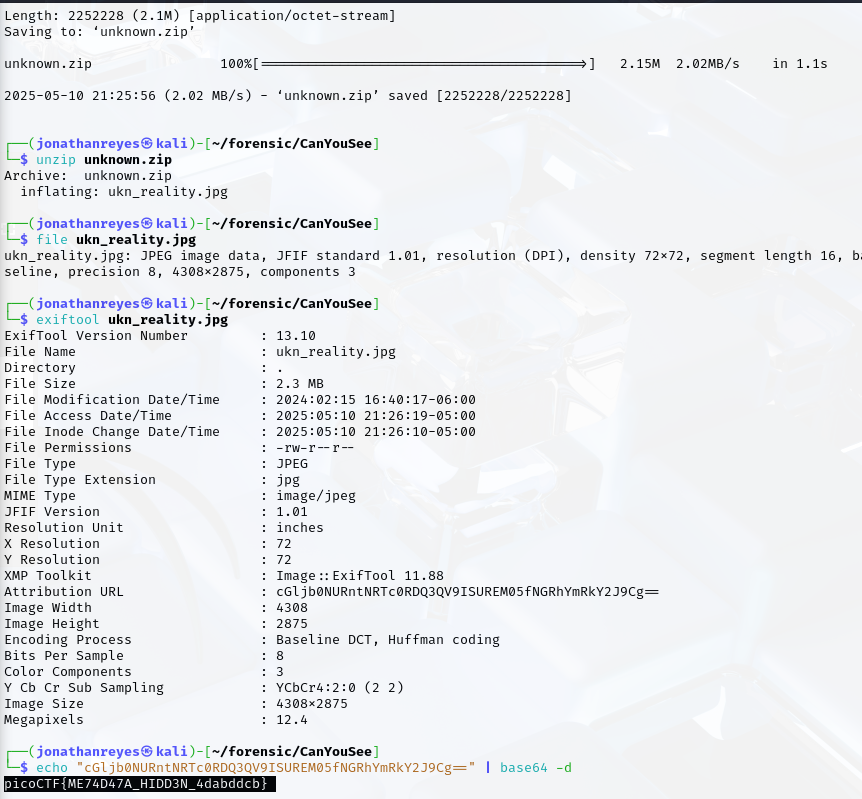 Length: 2252228 (2.1M) [application/octet-stream]
Saving to: ‘unknown.zip’
unknown.zip 100%[===================================>] 2.15M 2.02MB/s in 1.1s
2025-05-10 21:25:56 (2.02 MB/s) - ‘unknown.zip’ saved [2252228/2252228]
┌──(jonathanreyes㉿kali)-[~/forensic/CanYouSee]
└─$ unzip unknown.zip
Archive:  unknown.zip
  inflating: ukn_reality.jpg
┌──(jonathanreyes㉿kali)-[~/forensic/CanYouSee]
└─$ file ukn_reality.jpg
ukn_reality.jpg: JPEG image data, JFIF standard 1.01, resolution (DPI), density 72×72, segment length 16, ba
seline, precision 8, 4308×2875, components 3
┌──(jonathanreyes㉿kali)-[~/forensic/CanYouSee]
└─$ exiftool ukn_reality.jpg
ExifTool Version Number         : 13.10
File Name                       : ukn_reality.jpg
Directory                       : .
File Size                       : 2.3 MB
File Modification Date/Time     : 2024:02:15 16:40:17-06:00
File Access Date/Time           : 2025:05:10 21:26:19-05:00
File Inode Change Date/Time     : 2025:05:10 21:26:10-05:00
File Permissions                : -rw-r--r--
File Type                       : JPEG
File Type Extension             : jpg
MIME Type                       : image/jpeg
JFIF Version                    : 1.01
Resolution Unit                 : inches
X Resolution                    : 72
Y Resolution                    : 72
XMP Toolkit                     : Image::ExifTool 11.88
Attribution URL                 : cGljb0NURntNRTc0RDQ3QV9ISUREM05fNGRhYmRkY2J9Cg==
Image Width                     : 4308
Image Height                    : 2875
Encoding Process                : Baseline DCT, Huffman coding
Bits Per Sample                 : 8
Color Components                : 3
Y Cb Cr Sub Sampling            : YCbCr4:2:0 (2 2)
Image Size                      : 4308×2875
Megapixels                      : 12.4
┌──(jonathanreyes㉿kali)-[~/forensic/CanYouSee]
└─$ echo "cGljb0NURntNRTc0RDQ3QV9ISUREM05fNGRhYmRkY2J9Cg==" | base64 -d
picoCTF{ME74D47A_HIDD3N_4dabddcb}